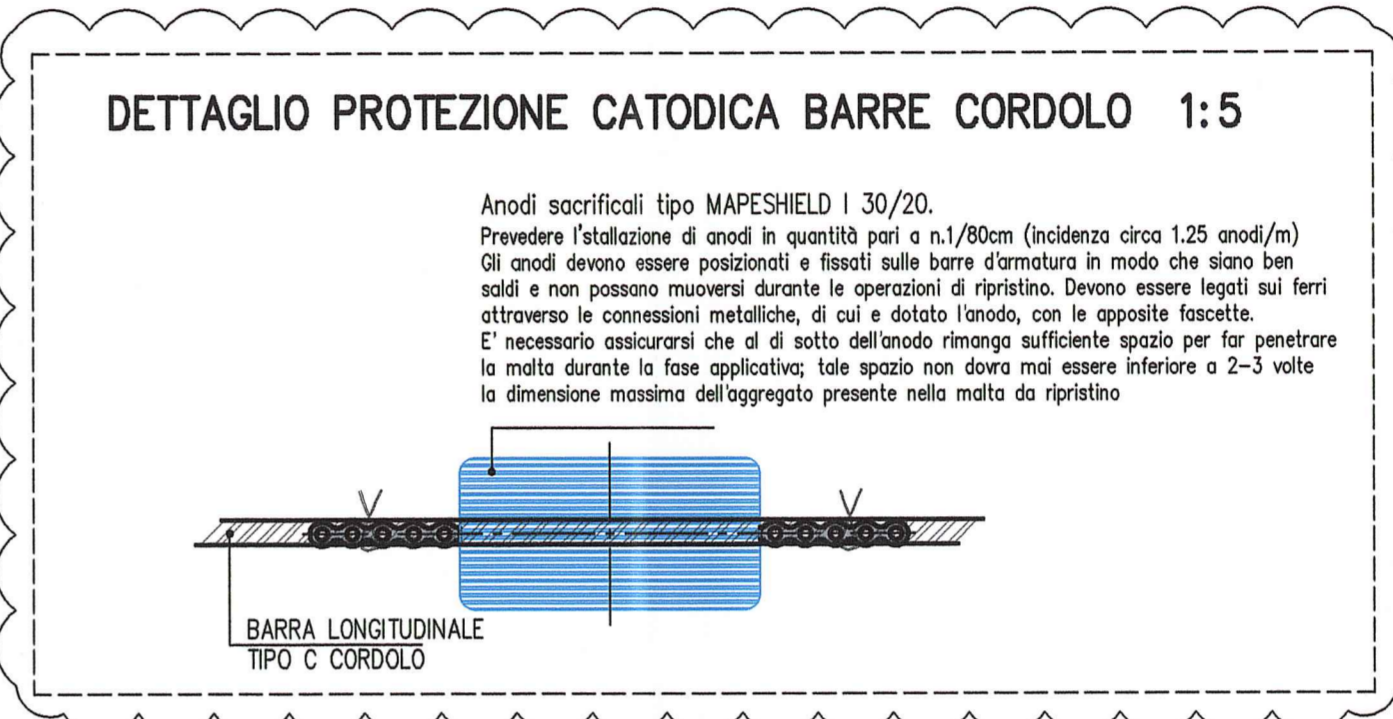 DETTAGLIO PROTEZIONE CATODICA BARRE CORDOLO 1:5
Anodi sacrificali tipo MAPESHIELD I 30/20.
Prevedere l'stallazione di anodi in quantità pari a n.1/80cm (incidenza circa 1.25 anodi/m)
Gli anodi devono essere posizionati e fissati sulle barre d'armatura in modo che siano ben
saldi e non possano muoversi durante le operazioni di ripristino. Devono essere legati sui ferri
attraverso le connessioni metalliche, di cui e dotato l'anodo, con le apposite fascette.
E' necessario assicurarsi che al di sotto dell'anodo rimanga sufficiente spazio per far penetrare
la malta durante la fase applicativa; tale spazio non dovra mai essere inferiore a 2-3 volte
la dimensione massima dell'aggregato presente nella malta da ripristino
BARRA LONGITUDINALE
TIPO C CORDOLO